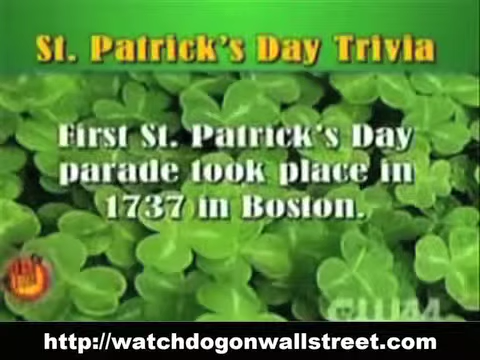 St. Patrick's Day Trivia
First St. Patrick's Day
parade took place in
1737 in Boston.
http://watchdogonwallstreet.com